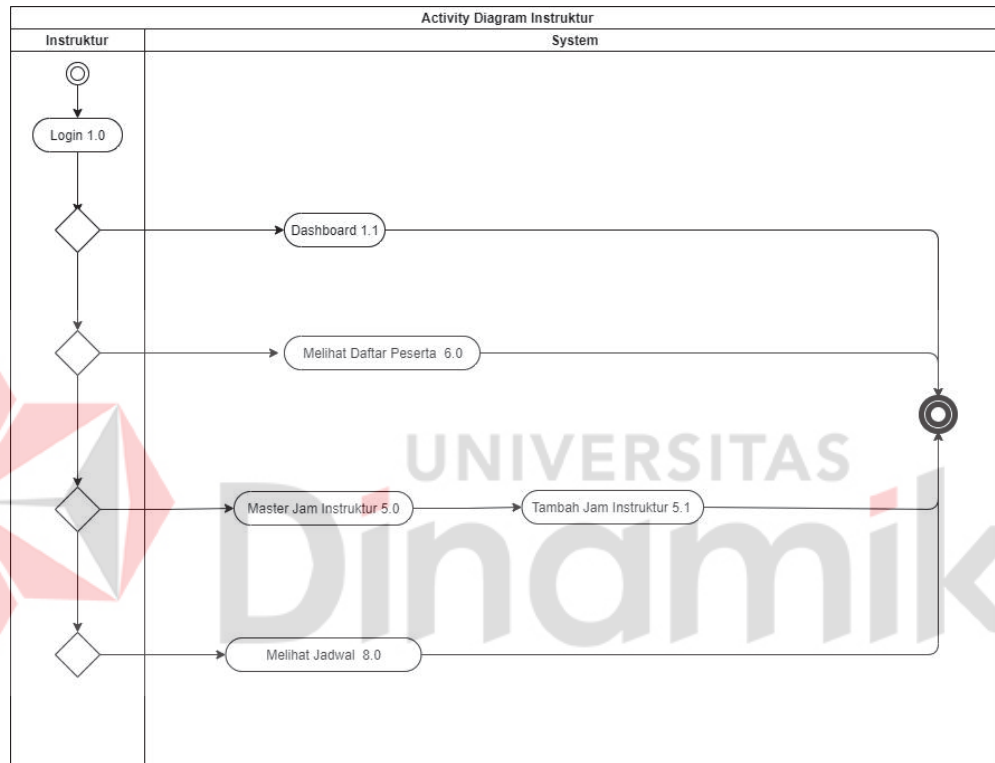 Activity Diagram Instruktur
Instruktur
System
Login 1.0
Dashboard 1.1
Melihat Daftar Peserta 6.0
UNIVERSITAS
Dinamik
Master Jam Instruktur 5.0
Tambah Jam Instruktur 5.1
Melihat Jadwal 8.0